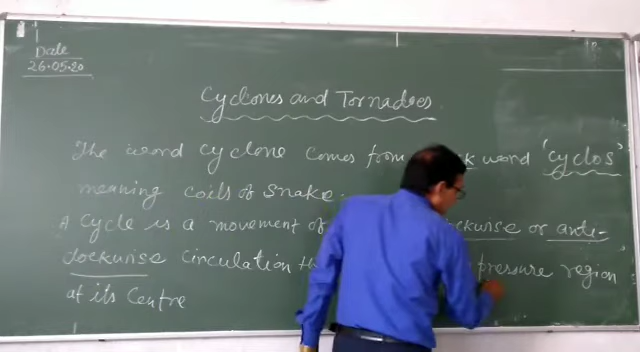 Date
26.05.20
Cyclones and Tornadoes
The word cyclone comes from word 'cyclos'
meaning coils of snake.
A Cycle is a movement of or anti-
clockwise circulation pressure region
at its Centre